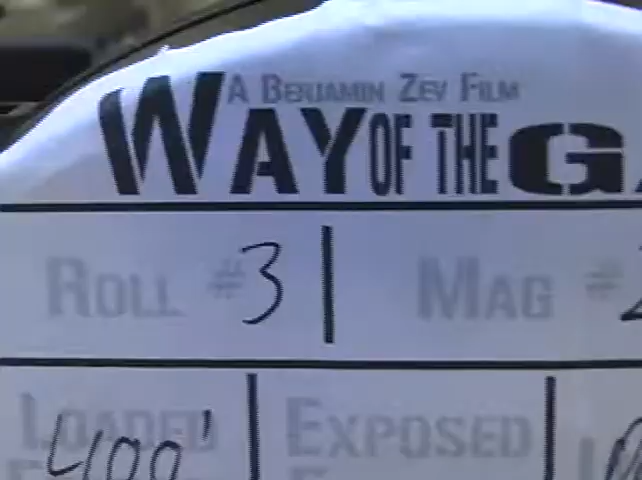 A BENJAMIN ZEV FILM
WAY OF THE
ROLL #3 MAG #
LOADED EXPOSED
400'